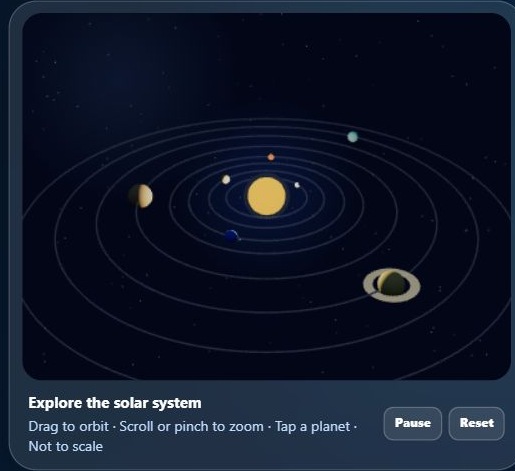 Explore the solar system
Drag to orbit · Scroll or pinch to zoom · Tap a planet ·
Not to scale
Pause
Reset